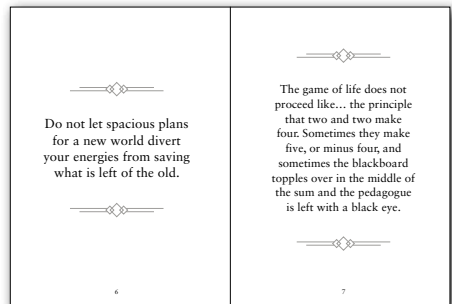 Do not let spacious plans
for a new world divert
your energies from saving
what is left of the old.
6
The game of life does not
proceed like… the principle
that two and two make
four. Sometimes they make
five, or minus four, and
sometimes the blackboard
topples over in the middle of
the sum and the pedagogue
is left with a black eye.
7